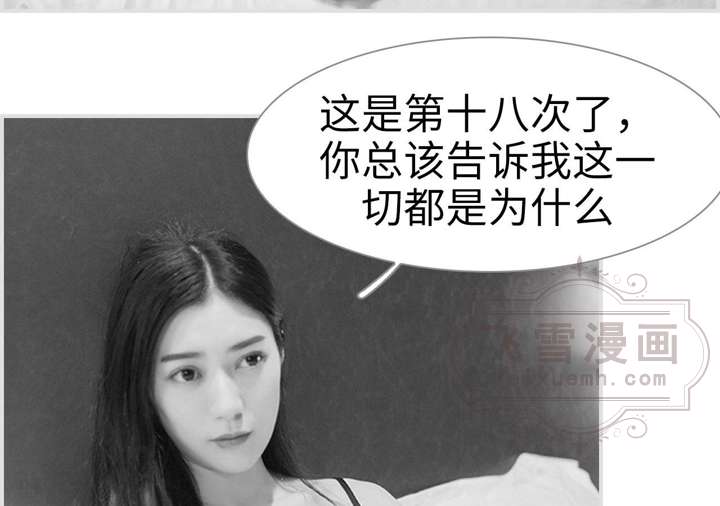 这是第十八次了，
你总该告诉我这一
切都是为什么
飞雪漫画